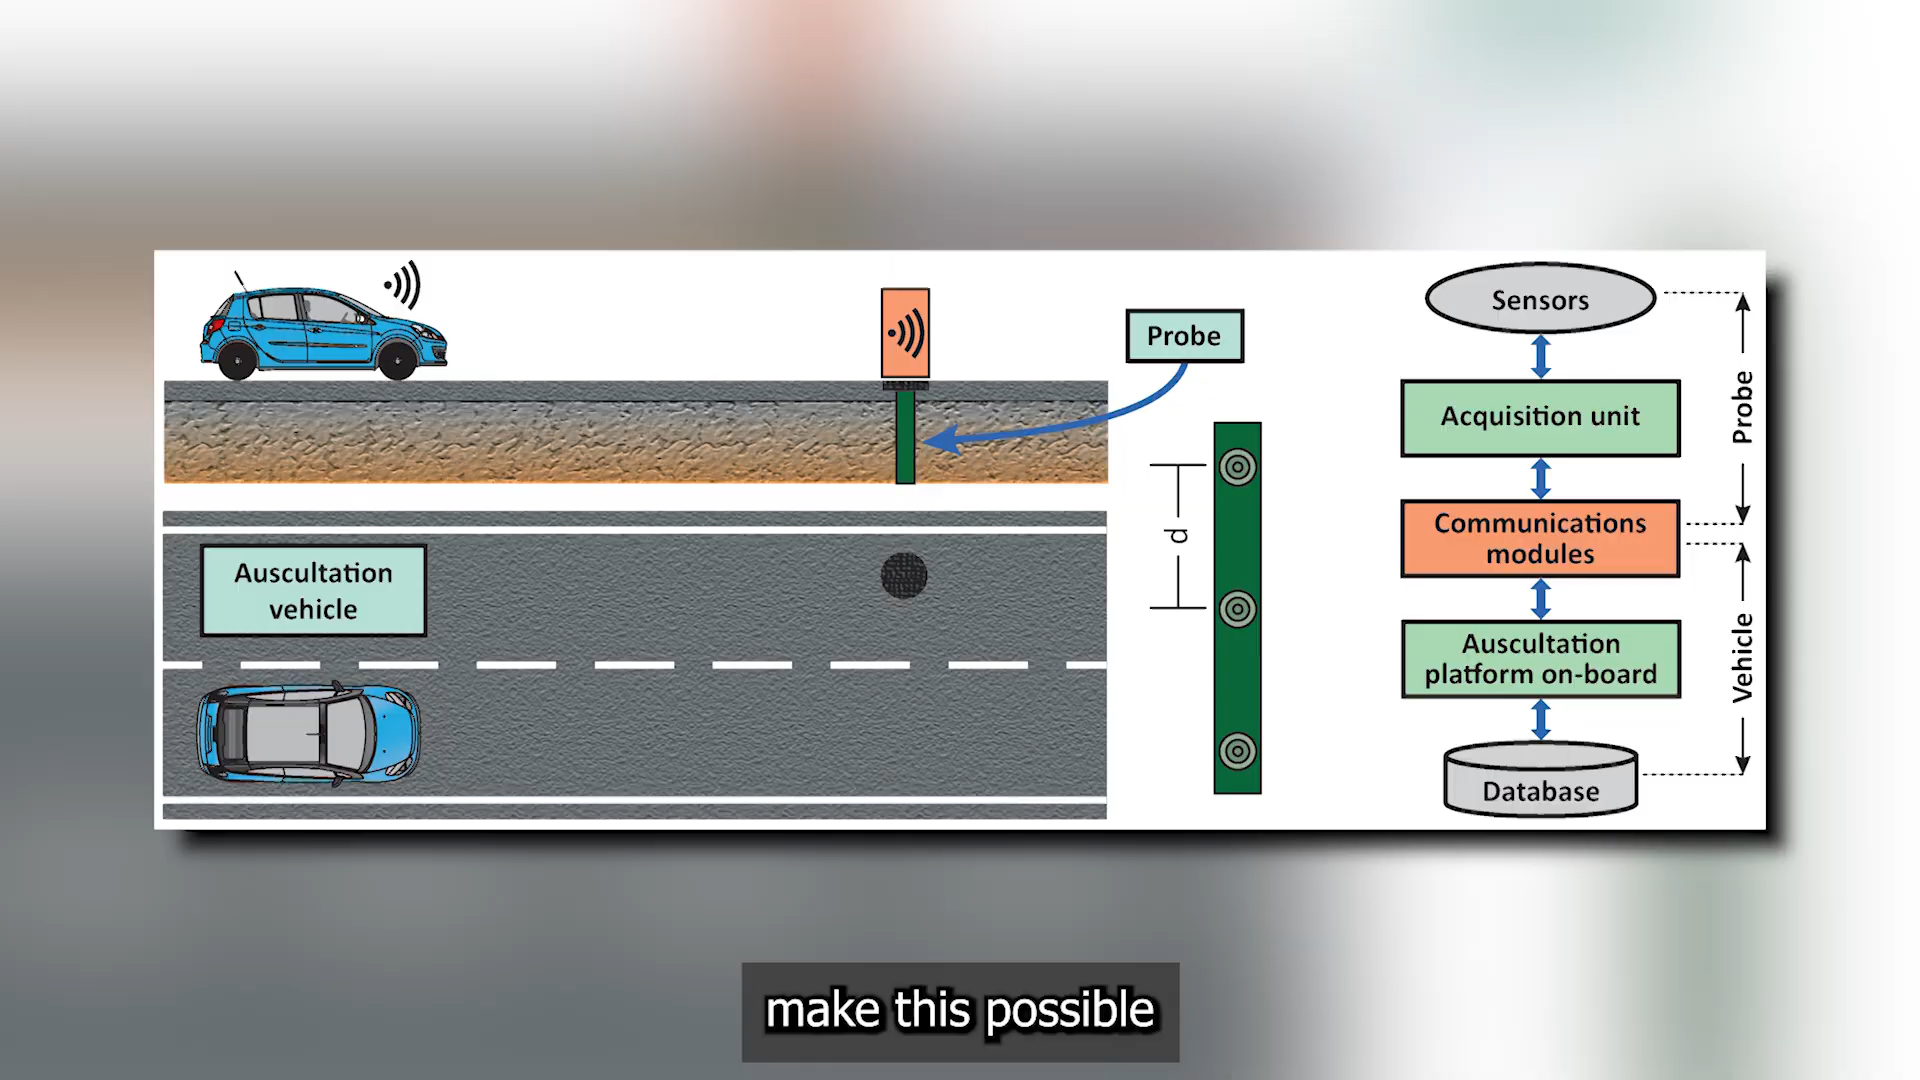 Probe
d
Auscultation
vehicle
Sensors
Acquisition unit
Communications
modules
Auscultation
platform on-board
Database
Probe
Vehicle
make this possible